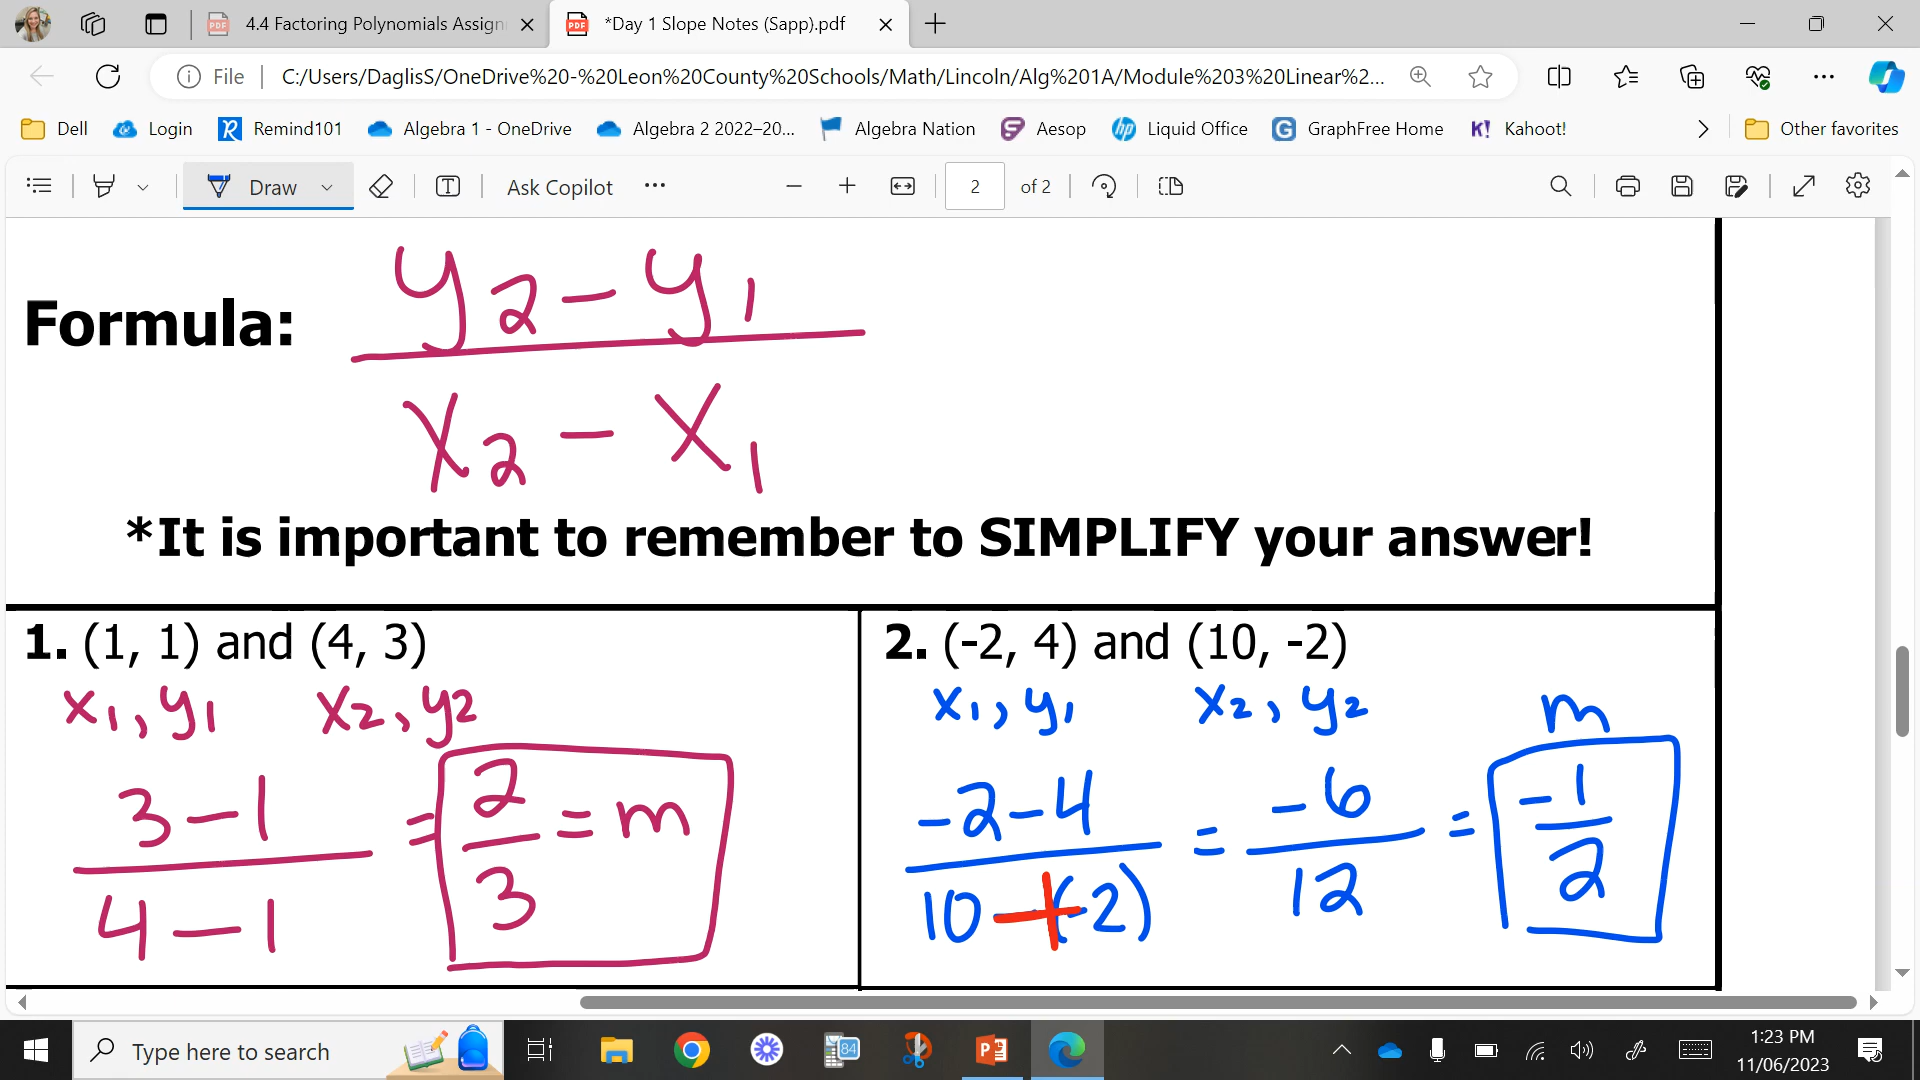 4.4 Factoring Polynomials Assign
*Day 1 Slope Notes (Sapp).pdf
File C:/Users/DaglisS/OneDrive%20-%20Leon%20County%20Schools/Math/Lincoln/Alg%201A/Module%203%20Linear%2...
Dell Login Remind101 Algebra 1 - OneDrive Algebra 2 2022–20... Algebra Nation Aesop Liquid Office GraphFree Home Kahoot! Other favorites
Draw Ask Copilot 2 of 2
y2 - y1
Formula:
x2 - x1
*It is important to remember to SIMPLIFY your answer!
1. (1, 1) and (4, 3)
x1, y1 x2, y2
3 - 1
4 - 1
= 2/3 = m
2. (-2, 4) and (10, -2)
x1, y1 x2, y2
m
-2 - 4
10 - (-2)
= -6/12 = -1/2
Type here to search
84
1:23 PM
11/06/2023